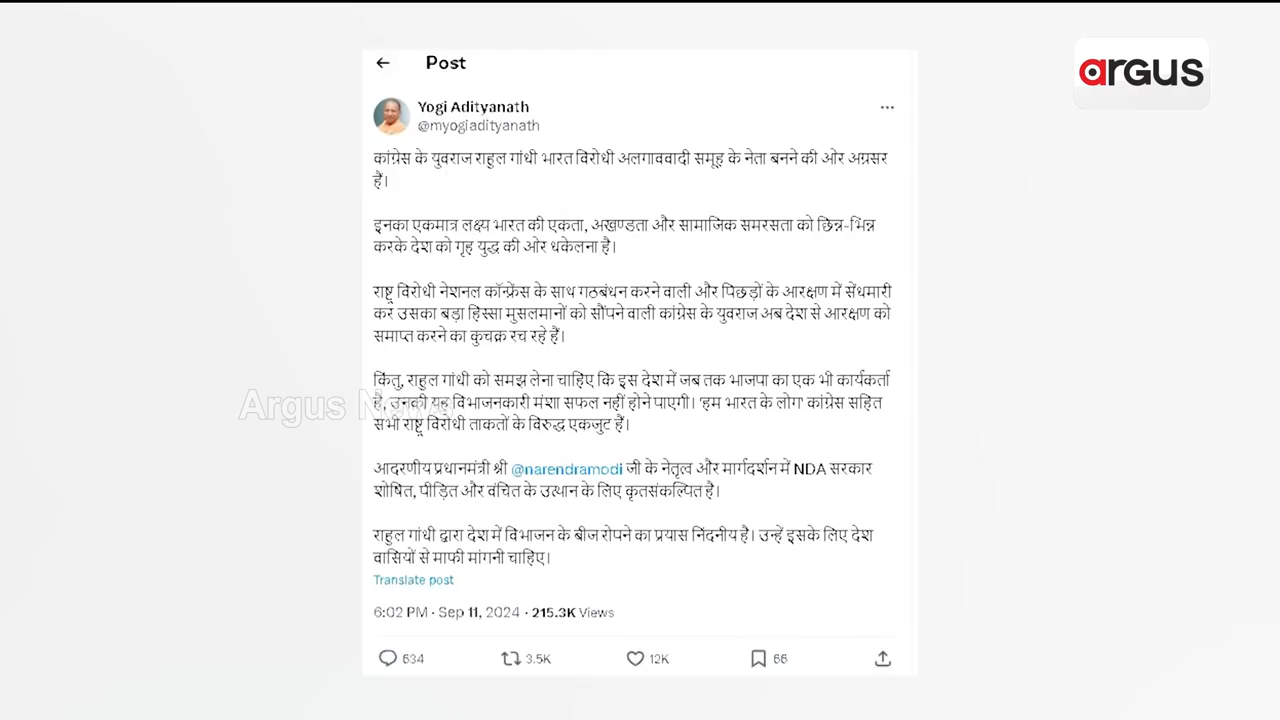 argus
Post
Yogi Adityanath
@myogiadityanath
कांग्रेस के युवराज राहुल गांधी भारत विरोधी अलगाववादी समूह के नेता बनने की ओर अग्रसर
हैं।
इनका एकमात्र लक्ष्य भारत की एकता, अखण्डता और सामाजिक समरसता को छिन्न-भिन्न
करके देश को गृह युद्ध की ओर धकेलना है।
राष्ट्र विरोधी नेशनल कॉन्फ्रेंस के साथ गठबंधन करने वाली और पिछड़ों के आरक्षण में सेंधमारी
कर उसका बड़ा हिस्सा मुसलमानों को सौंपने वाली कांग्रेस के युवराज अब देश से आरक्षण को
समाप्त करने का कुचक्र रच रहे हैं।
किंतु, राहुल गांधी को समझ लेना चाहिए कि इस देश में जब तक भाजपा का एक भी कार्यकर्ता
है, उनकी यह विभाजनकारी मंशा सफल नहीं होने पाएगी। 'हम भारत के लोग' कांग्रेस सहित
सभी राष्ट्र विरोधी ताकतों के विरुद्ध एकजुट हैं।
आदरणीय प्रधानमंत्री श्री @narendramodi जी के नेतृत्व और मार्गदर्शन में NDA सरकार
शोषित, पीड़ित और वंचित के उत्थान के लिए कृतसंकल्पित है।
राहुल गांधी द्वारा देश में विभाजन के बीज रोपने का प्रयास निंदनीय है। उन्हें इसके लिए देश
वासियों से माफी मांगनी चाहिए।
Translate post
6:02 PM · Sep 11, 2024 · 215.3K Views
634 3.5K 12K 66
Argus News